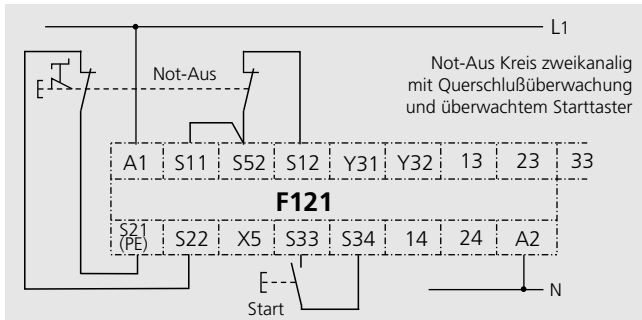 L1
Not-Aus
Not-Aus Kreis zweikanalig
mit Querschlußüberwachung
und überwachtem Starttaster
A1 S11 S52 S12 Y31 Y32 13 23 33
F121
S21 (PE) S22 X5 S33 S34 14 24 A2
Start
N